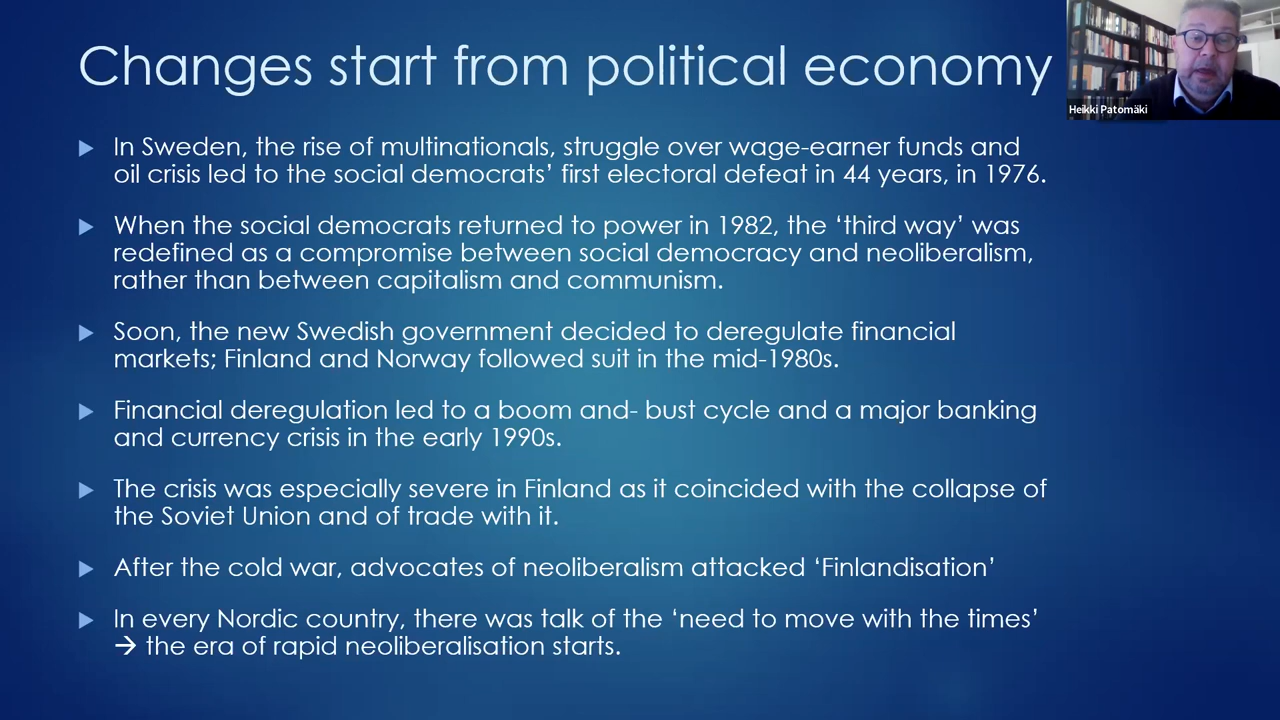 Changes start from political economy
Heikki Patomäki
▶ In Sweden, the rise of multinationals, struggle over wage-earner funds and
oil crisis led to the social democrats’ first electoral defeat in 44 years, in 1976.
▶ When the social democrats returned to power in 1982, the ‘third way’ was
redefined as a compromise between social democracy and neoliberalism,
rather than between capitalism and communism.
▶ Soon, the new Swedish government decided to deregulate financial
markets; Finland and Norway followed suit in the mid-1980s.
▶ Financial deregulation led to a boom and- bust cycle and a major banking
and currency crisis in the early 1990s.
▶ The crisis was especially severe in Finland as it coincided with the collapse of
the Soviet Union and of trade with it.
▶ After the cold war, advocates of neoliberalism attacked ‘Finlandisation’
▶ In every Nordic country, there was talk of the ‘need to move with the times’
→ the era of rapid neoliberalisation starts.